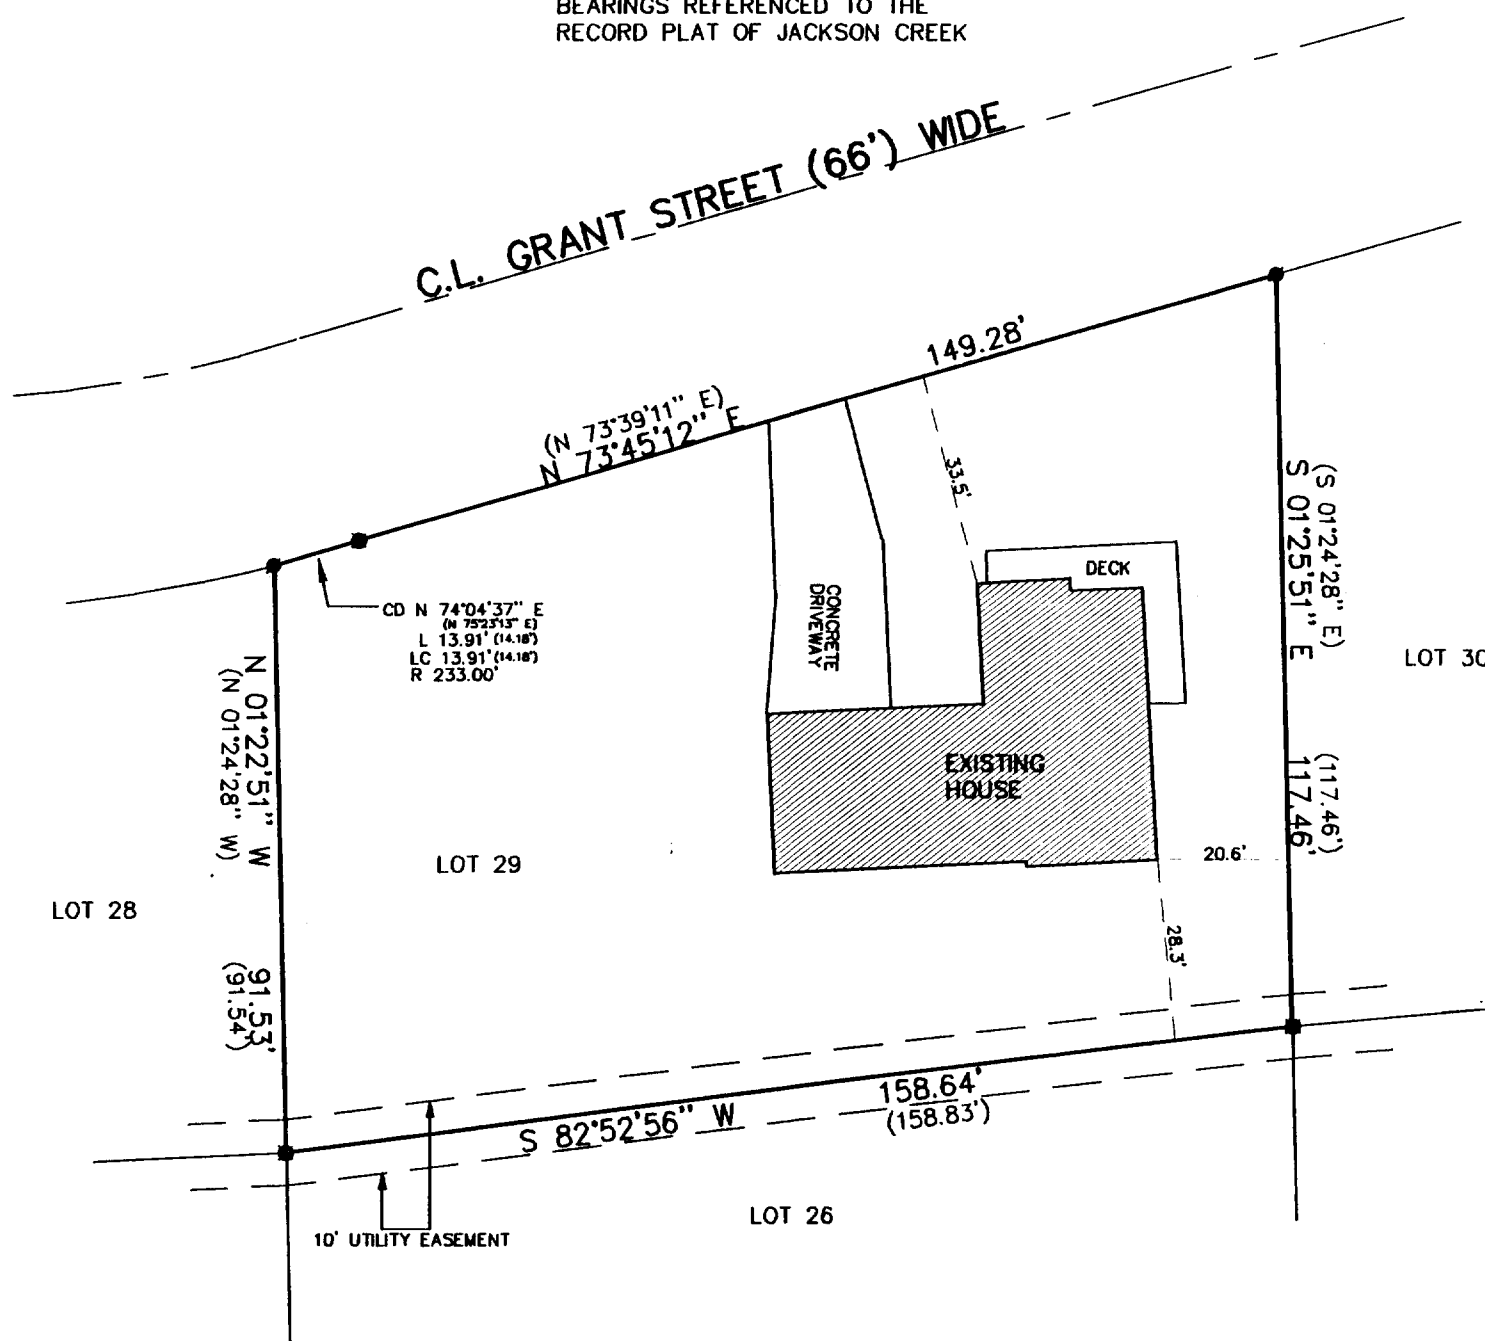 BEARINGS REFERENCED TO THE
RECORD PLAT OF JACKSON CREEK
C.L. GRANT STREET (66') WIDE
149.28'
(N 73°39'11" E)
N 73°45'12" E
33.5'
CONCRETE
DRIVEWAY
DECK
(S 01°24'28" E)
S 01°25'51" E
LOT 30
CD N 74°04'37" E
(N 75°23'13" E)
L 13.91' (14.18')
LC 13.91' (14.18')
R 233.00'
N 01°22'51" W
(N 01°24'28" W)
EXISTING
HOUSE
(117.46')
117.46'
LOT 29
20.6'
LOT 28
28.3'
91.53'
(91.54')
158.64'
(158.83')
S 82°52'56" W
LOT 26
10' UTILITY EASEMENT